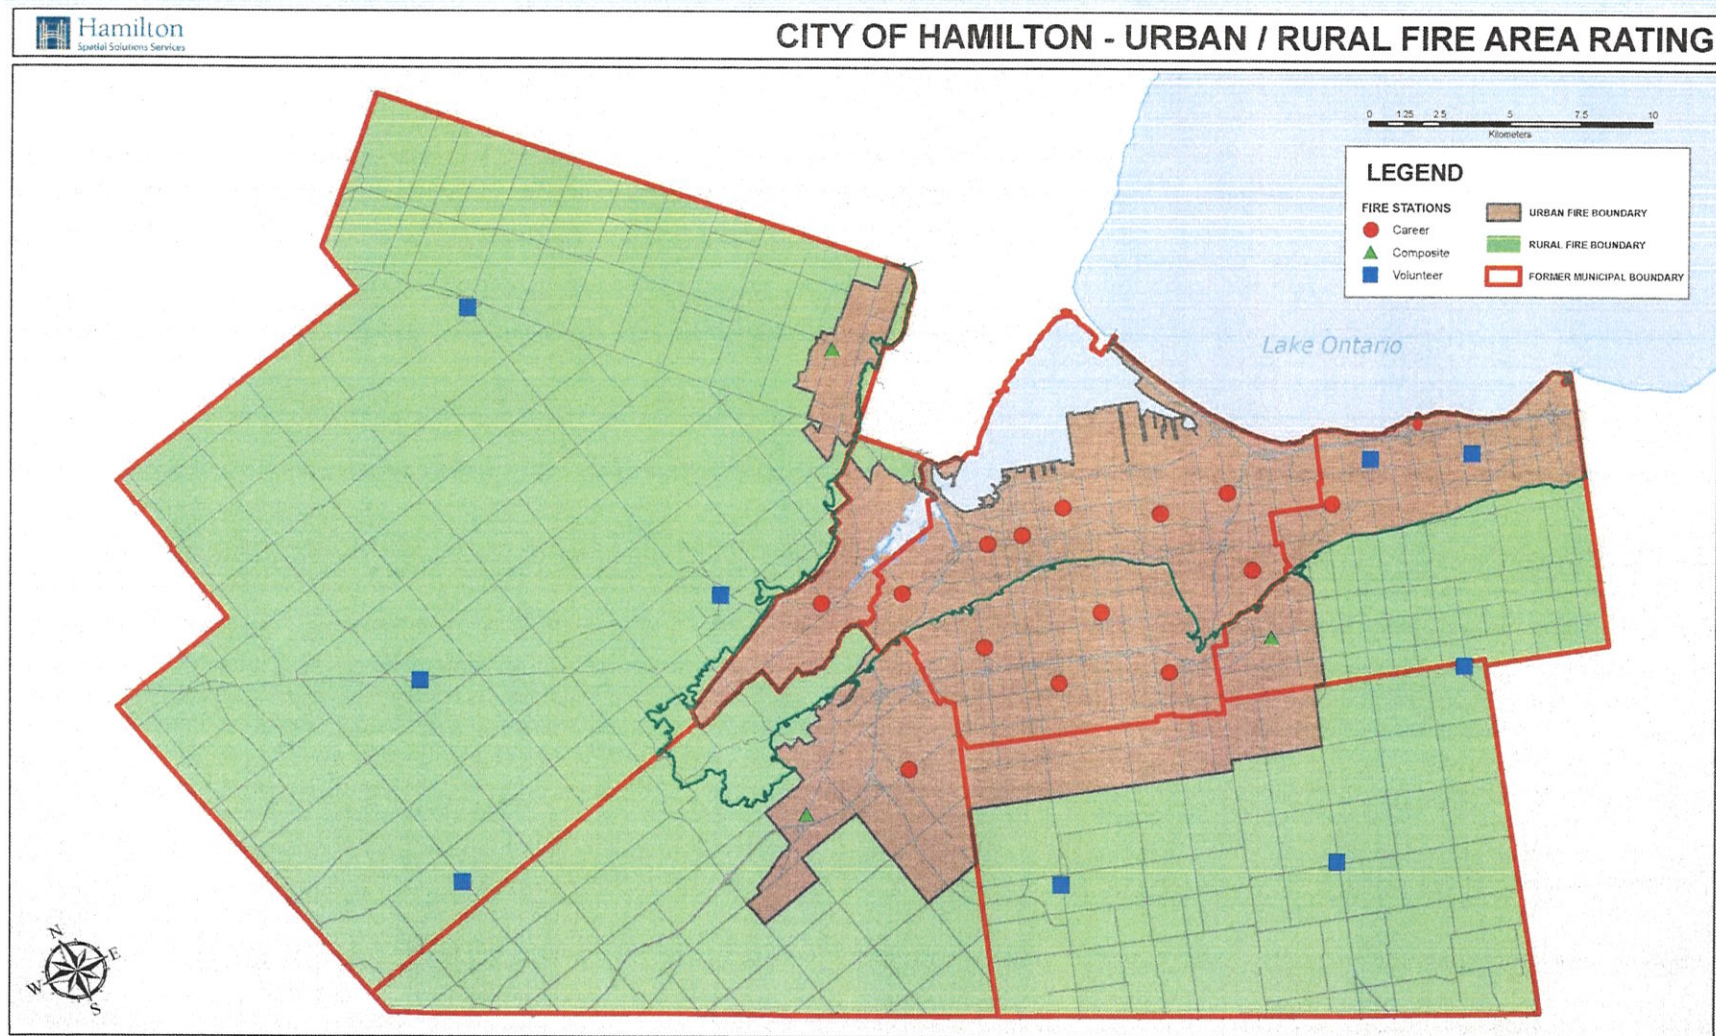 Hamilton
Spatial Solutions Services
CITY OF HAMILTON - URBAN / RURAL FIRE AREA RATING
0 1.25 2.5 5 7.5 10
Kilometers
LEGEND
FIRE STATIONS
Career
Composite
Volunteer
URBAN FIRE BOUNDARY
RURAL FIRE BOUNDARY
FORMER MUNICIPAL BOUNDARY
Lake Ontario
N
E
W
S